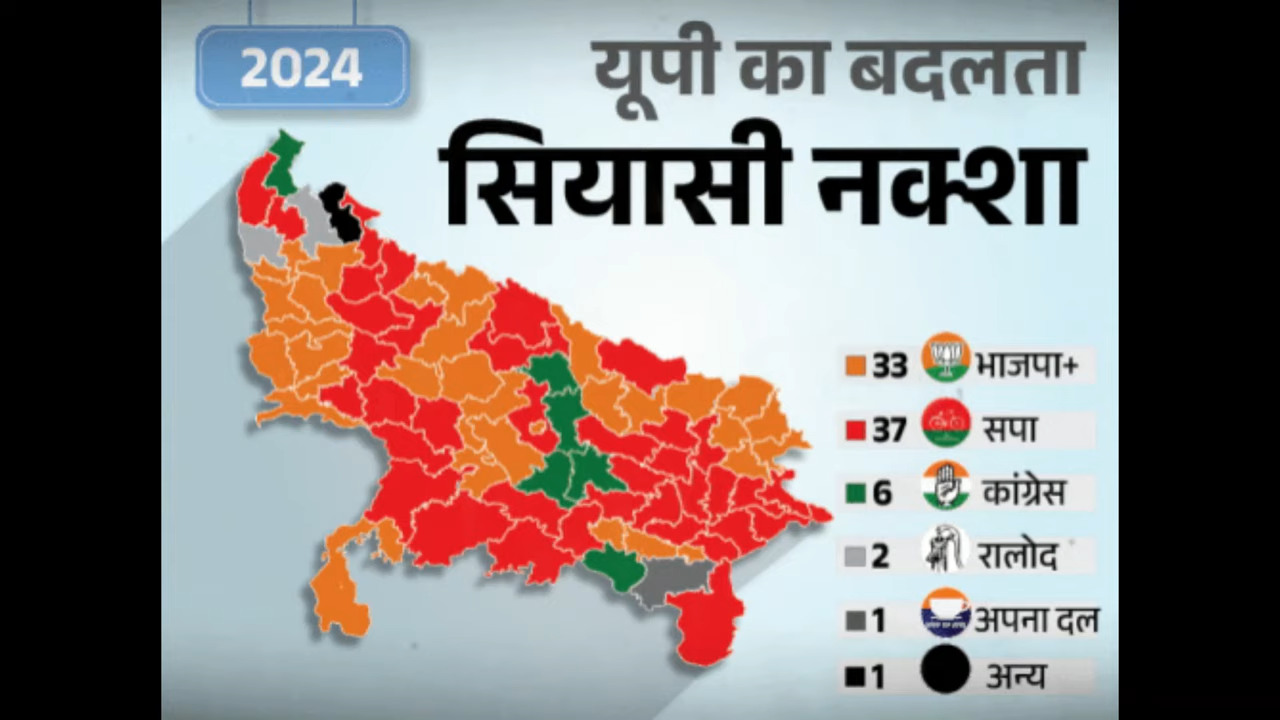 2024
यूपी का बदलता
सियासी नक्शा
33 भाजपा+
37 सपा
6 कांग्रेस
2 रालोद
1 अपना दल
1 अन्य